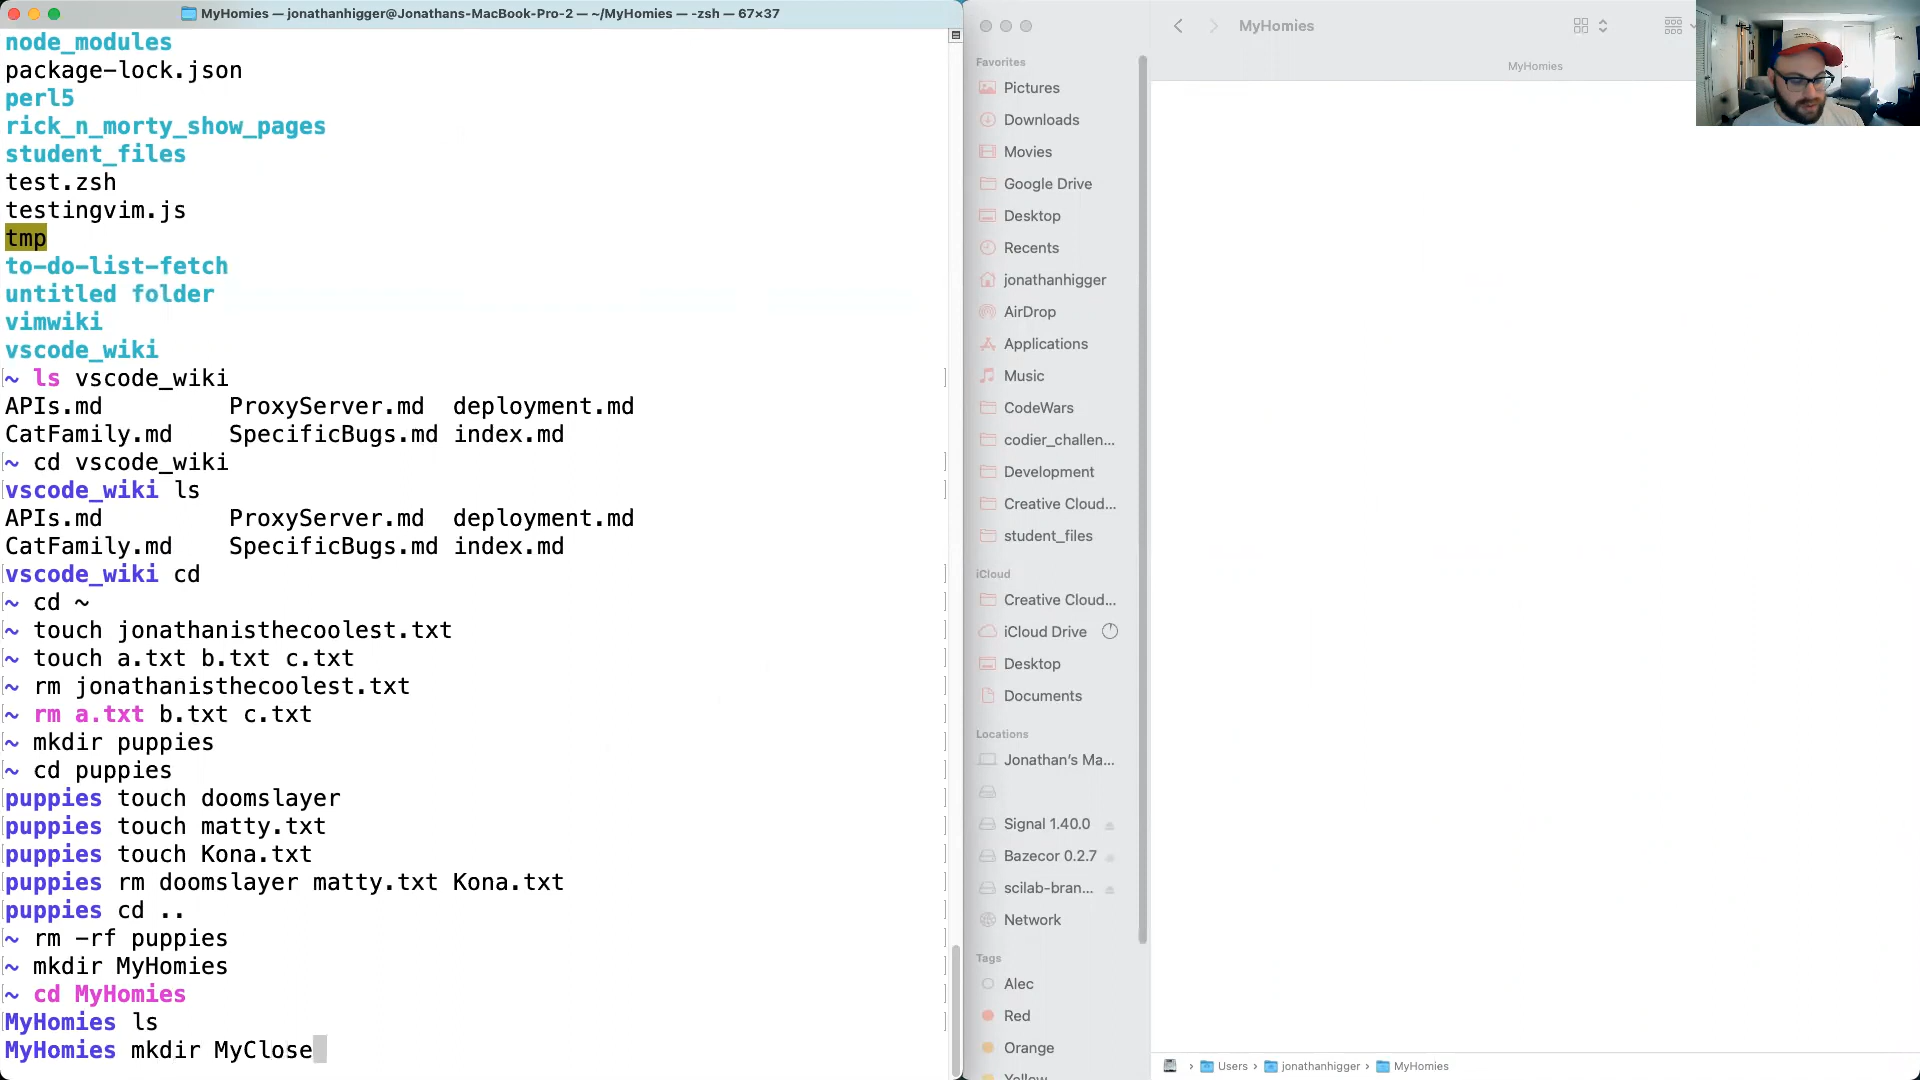 MyHomies — jonathanhigger@Jonathans-MacBook-Pro-2 — ~/MyHomies — -zsh — 67×37
node_modules
package-lock.json
perl5
rick_n_morty_show_pages
student_files
test.zsh
testingvim.js
tmp
to-do-list-fetch
untitled folder
vimwiki
vscode_wiki
~ ls vscode_wiki
APIs.md ProxyServer.md deployment.md
CatFamily.md SpecificBugs.md index.md
~ cd vscode_wiki
vscode_wiki ls
APIs.md ProxyServer.md deployment.md
CatFamily.md SpecificBugs.md index.md
vscode_wiki cd
~ cd ~
~ touch jonathanisthecoolest.txt
~ touch a.txt b.txt c.txt
~ rm jonathanisthecoolest.txt
~ rm a.txt b.txt c.txt
~ mkdir puppies
~ cd puppies
puppies touch doomslayer
puppies touch matty.txt
puppies touch Kona.txt
puppies rm doomslayer matty.txt Kona.txt
puppies cd ..
~ rm -rf puppies
~ mkdir MyHomies
~ cd MyHomies
MyHomies ls
MyHomies mkdir MyClose
MyHomies
MyHomies
Favorites
Pictures
Downloads
Movies
Google Drive
Desktop
Recents
jonathanhigger
AirDrop
Applications
Music
CodeWars
codier_challen...
Development
Creative Cloud...
student_files
iCloud
Creative Cloud...
iCloud Drive
Desktop
Documents
Locations
Jonathan's Ma...
Signal 1.40.0
Bazecor 0.2.7
scilab-bran...
Network
Tags
Alec
Red
Orange
Yellow
Users › jonathanhigger › MyHomies